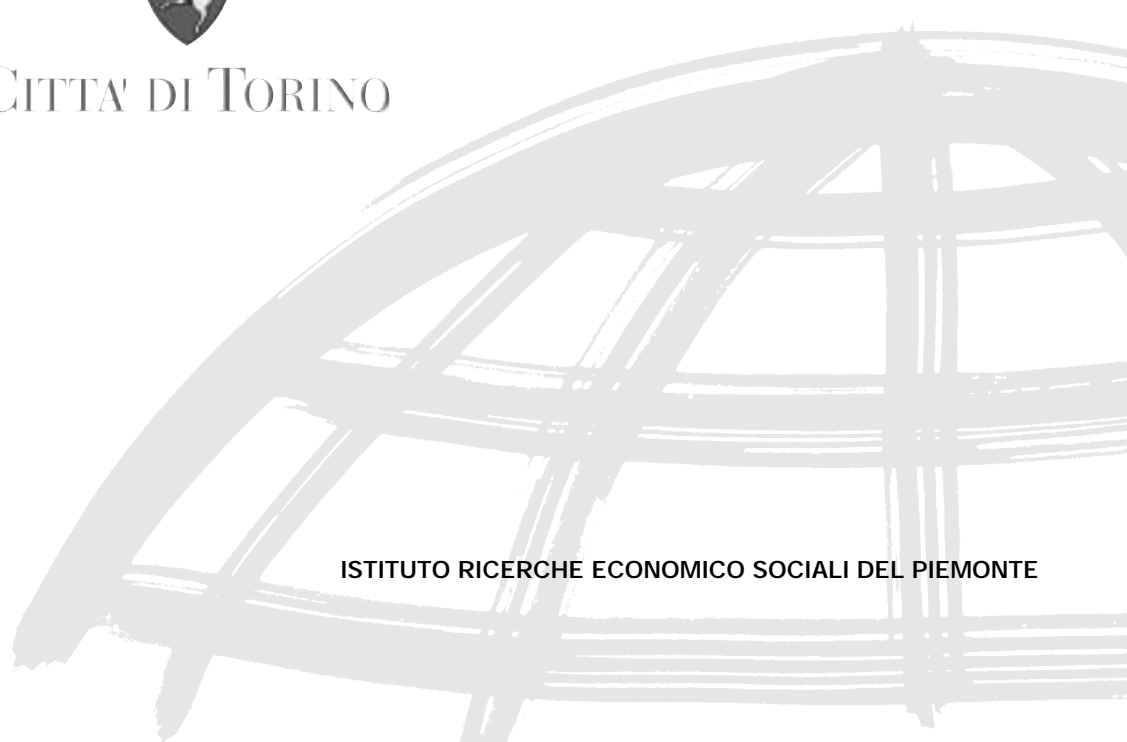 CITTA' DI TORINO
ISTITUTO RICERCHE ECONOMICO SOCIALI DEL PIEMONTE